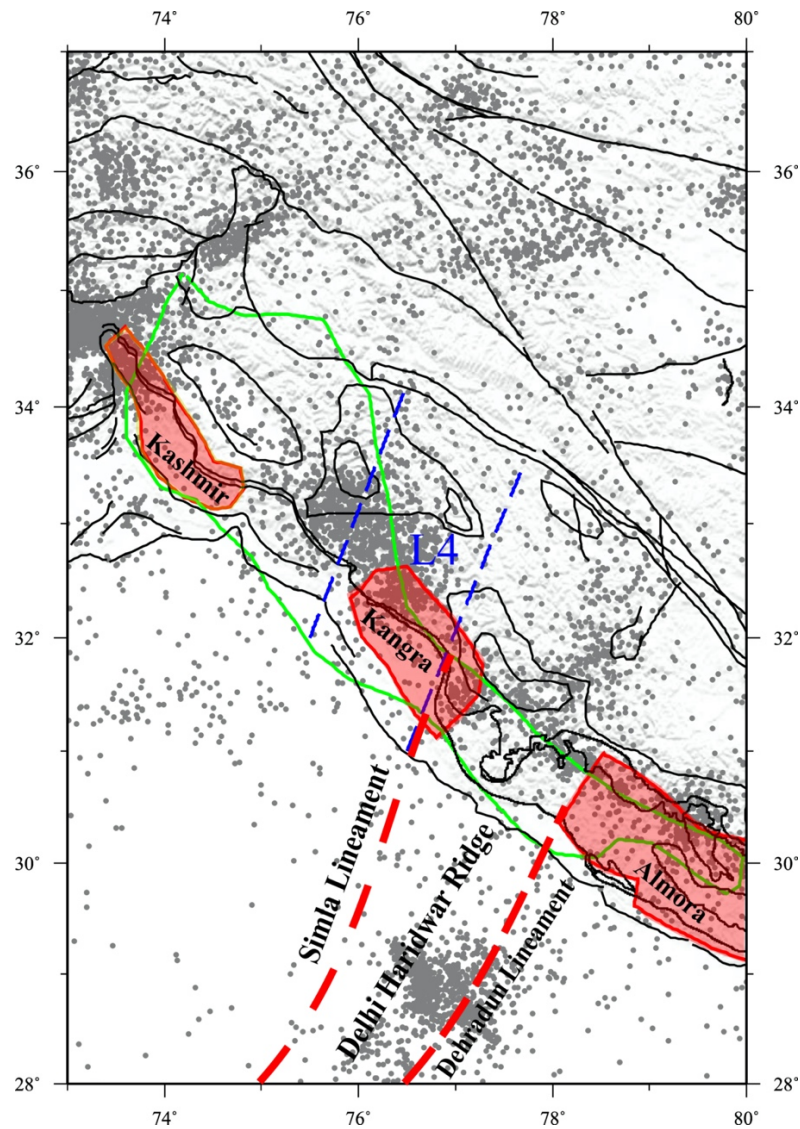 74° 76° 78° 80°
36° 36°
34° 34°
Kashmir
L4
32° 32°
Kangra
Simla Lineament
Delhi Haridwar Ridge
Dehradun Lineament
Almora
30° 30°
28° 28°
74° 76° 78° 80°